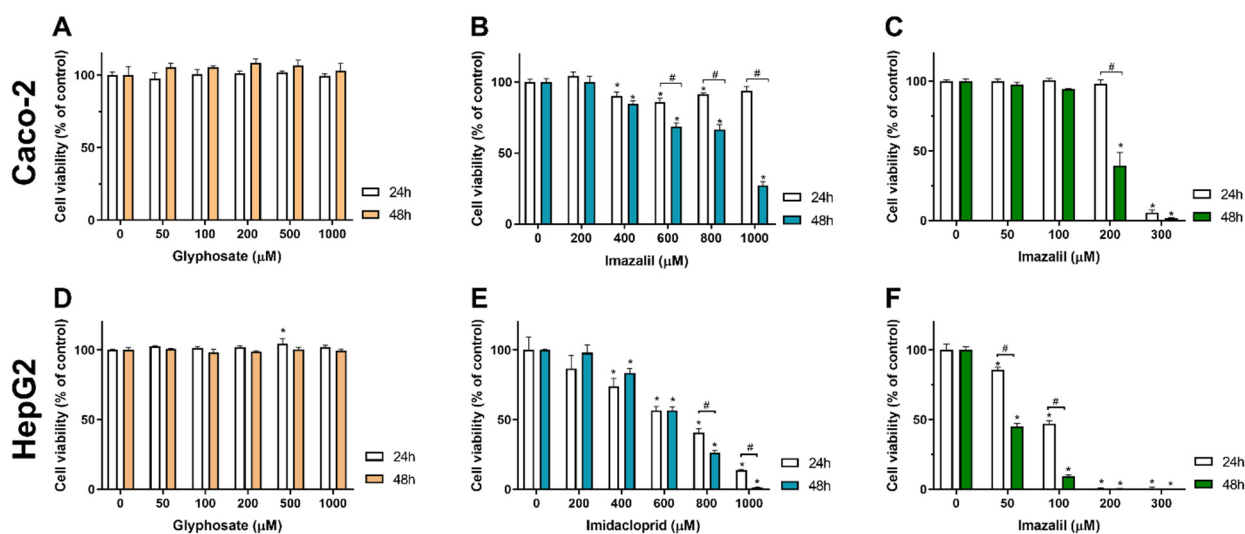 Caco-2
A
Cell viability (% of control)
100
50
0
0 50 100 200 500 1000
Glyphosate (μM)
24h
48h
B
Cell viability (% of control)
100
50
0
* * * * * * * *
# # #
0 200 400 600 800 1000
Imazalil (μM)
24h
48h
C
Cell viability (% of control)
100
50
0
#
* * *
0 50 100 200 300
Imazalil (μM)
24h
48h
HepG2
D
Cell viability (% of control)
100
50
0
*
0 50 100 200 500 1000
Glyphosate (μM)
24h
48h
E
Cell viability (% of control)
100
50
0
* * * * * * * *
# #
0 200 400 600 800 1000
Imidacloprid (μM)
24h
48h
F
Cell viability (% of control)
100
50
0
# #
* * * * * * * *
0 50 100 200 300
Imazalil (μM)
24h
48h